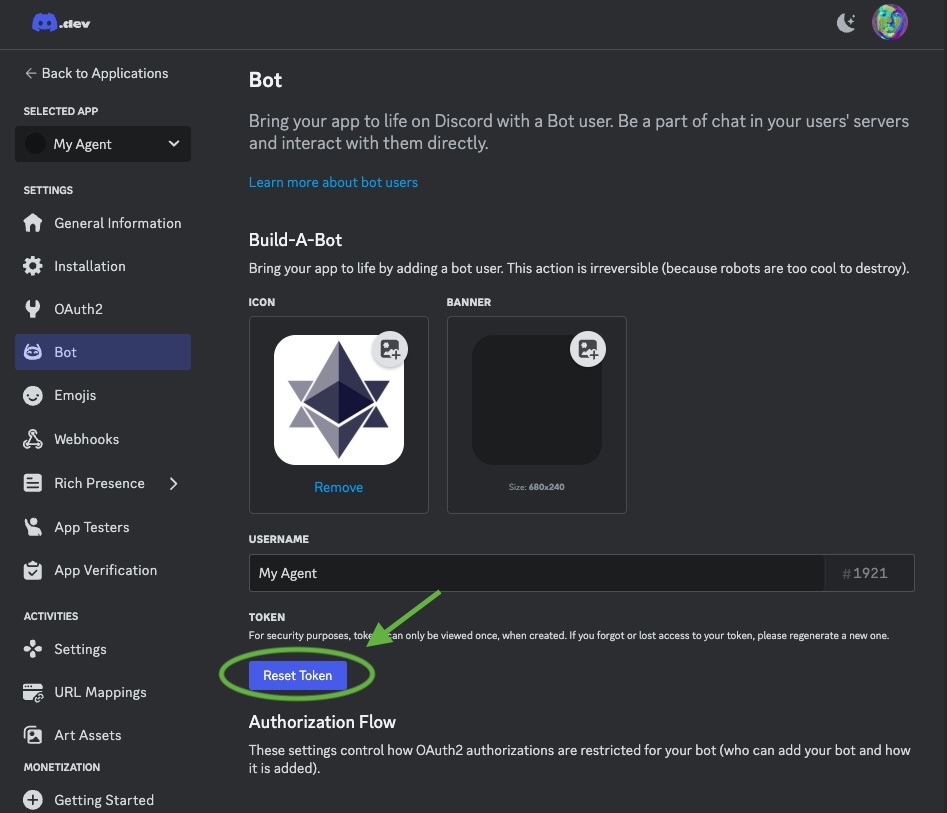 .dev
Back to Applications
SELECTED APP
My Agent
SETTINGS
General Information
Installation
OAuth2
Bot
Emojis
Webhooks
Rich Presence
App Testers
App Verification
ACTIVITIES
Settings
URL Mappings
Art Assets
MONETIZATION
Getting Started
Bot
Bring your app to life on Discord with a Bot user. Be a part of chat in your users' servers
and interact with them directly.
Learn more about bot users
Build-A-Bot
Bring your app to life by adding a bot user. This action is irreversible (because robots are too cool to destroy).
ICON
BANNER
Remove
Size: 680x240
USERNAME
My Agent
#1921
TOKEN
For security purposes, can only be viewed once, when created. If you forgot or lost access to your token, please regenerate a new one.
Reset Token
Authorization Flow
These settings control how OAuth2 authorizations are restricted for your bot (who can add your bot and how
it is added).